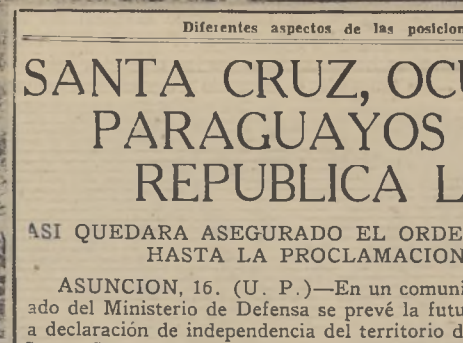 Diferentes aspectos de las posicion
SANTA CRUZ, OCU
PARAGUAYOS
REPUBLICA L
ASI QUEDARA ASEGURADO EL ORDE
HASTA LA PROCLAMACION
ASUNCION, 16. (U. P.)—En un comuni
ado del Ministerio de Defensa se prevé la futu
a declaración de independencia del territorio d